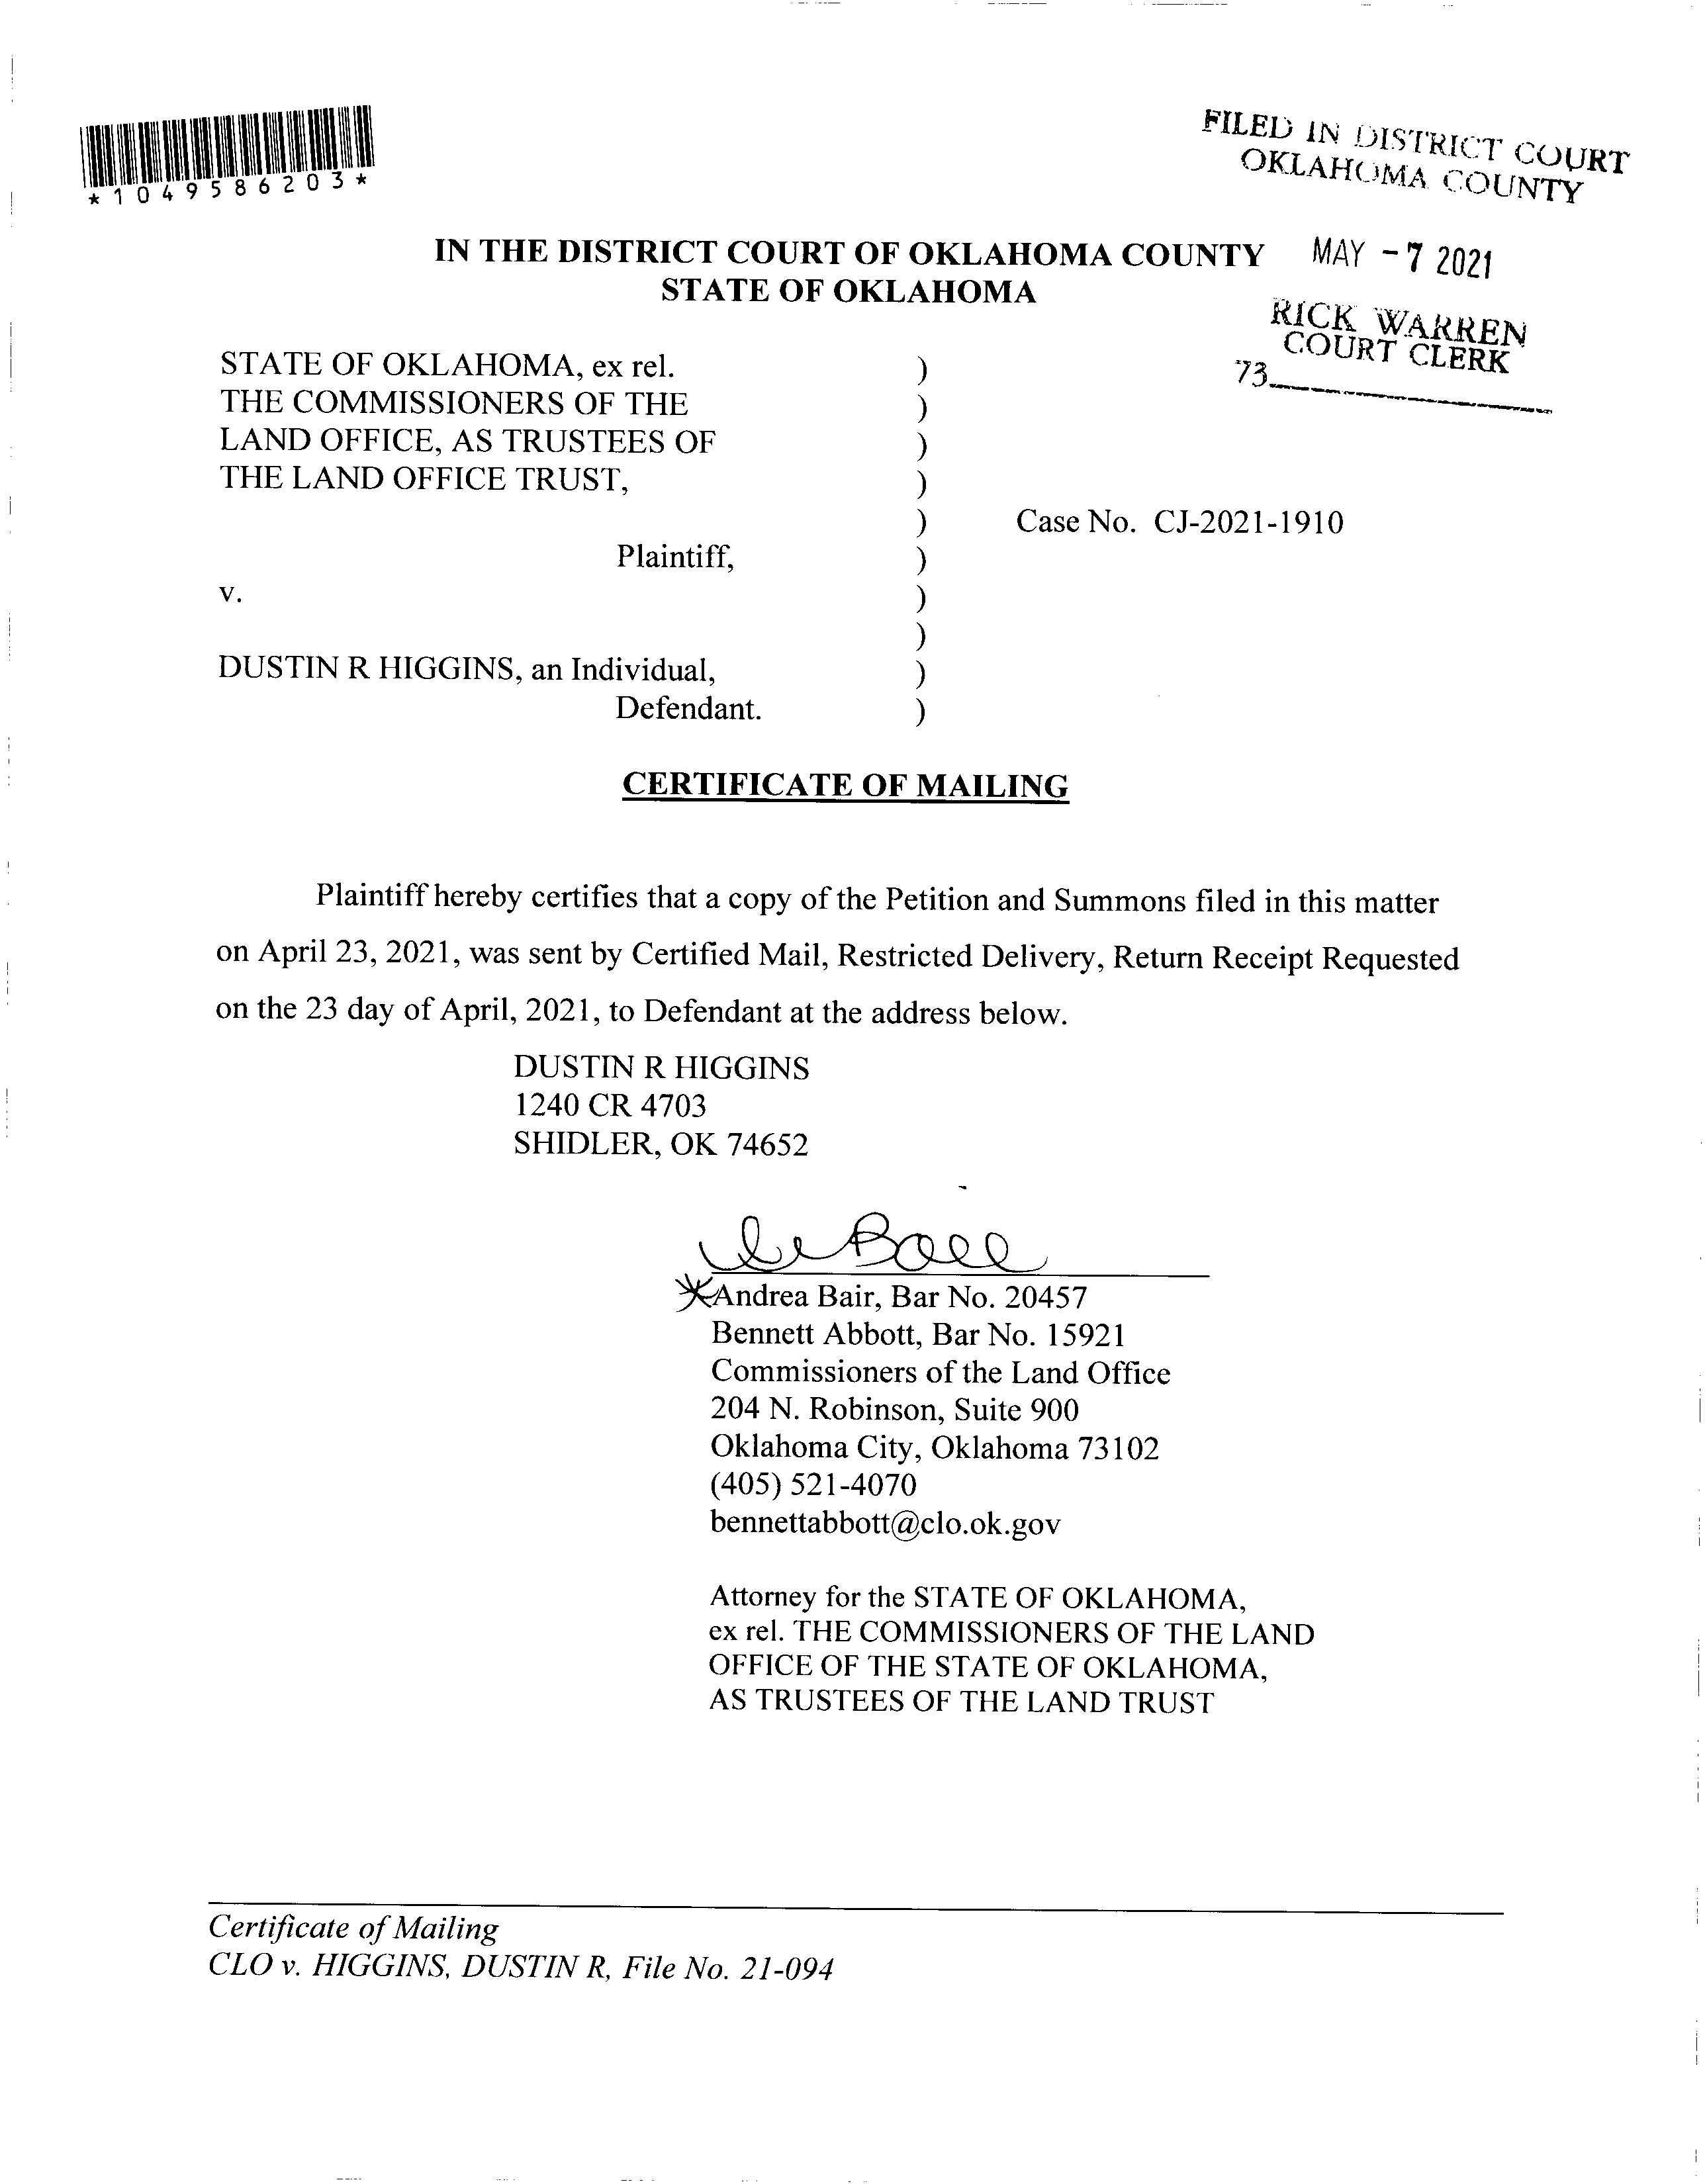 *1049586203*
FILED IN DISTRICT COURT
OKLAHOMA COUNTY
MAY -7 2021
RICK WARREN
COURT CLERK
73
IN THE DISTRICT COURT OF OKLAHOMA COUNTY
STATE OF OKLAHOMA
STATE OF OKLAHOMA, ex rel. )
THE COMMISSIONERS OF THE )
LAND OFFICE, AS TRUSTEES OF )
THE LAND OFFICE TRUST, )
) Case No. CJ-2021-1910
Plaintiff, )
v. )
)
DUSTIN R HIGGINS, an Individual, )
Defendant. )
CERTIFICATE OF MAILING
Plaintiff hereby certifies that a copy of the Petition and Summons filed in this matter
on April 23, 2021, was sent by Certified Mail, Restricted Delivery, Return Receipt Requested
on the 23 day of April, 2021, to Defendant at the address below.
DUSTIN R HIGGINS
1240 CR 4703
SHIDLER, OK 74652
Andrea Bair, Bar No. 20457
Bennett Abbott, Bar No. 15921
Commissioners of the Land Office
204 N. Robinson, Suite 900
Oklahoma City, Oklahoma 73102
(405) 521-4070
bennettabbott@clo.ok.gov
Attorney for the STATE OF OKLAHOMA,
ex rel. THE COMMISSIONERS OF THE LAND
OFFICE OF THE STATE OF OKLAHOMA,
AS TRUSTEES OF THE LAND TRUST
Certificate of Mailing
CLO v. HIGGINS, DUSTIN R, File No. 21-094